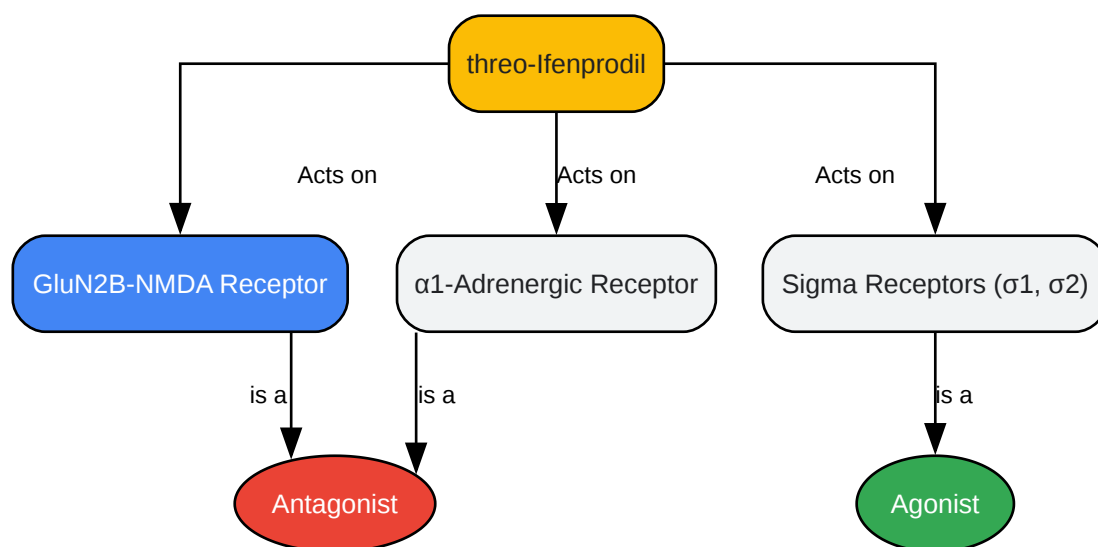 threo-Ifenprodil
Acts on
Acts on
Acts on
GluN2B-NMDA Receptor
α1-Adrenergic Receptor
Sigma Receptors (σ1, σ2)
is a
is a
is a
Antagonist
Agonist